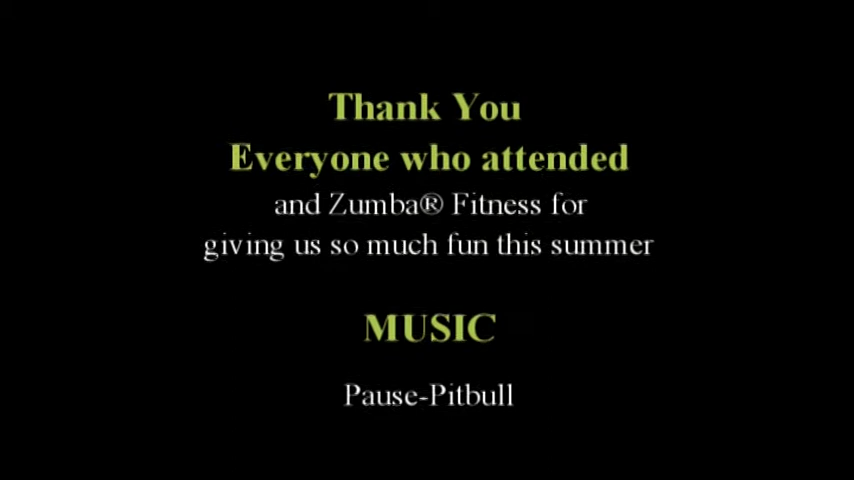 Thank You
Everyone who attended
and Zumba® Fitness for
giving us so much fun this summer
MUSIC
Pause-Pitbull